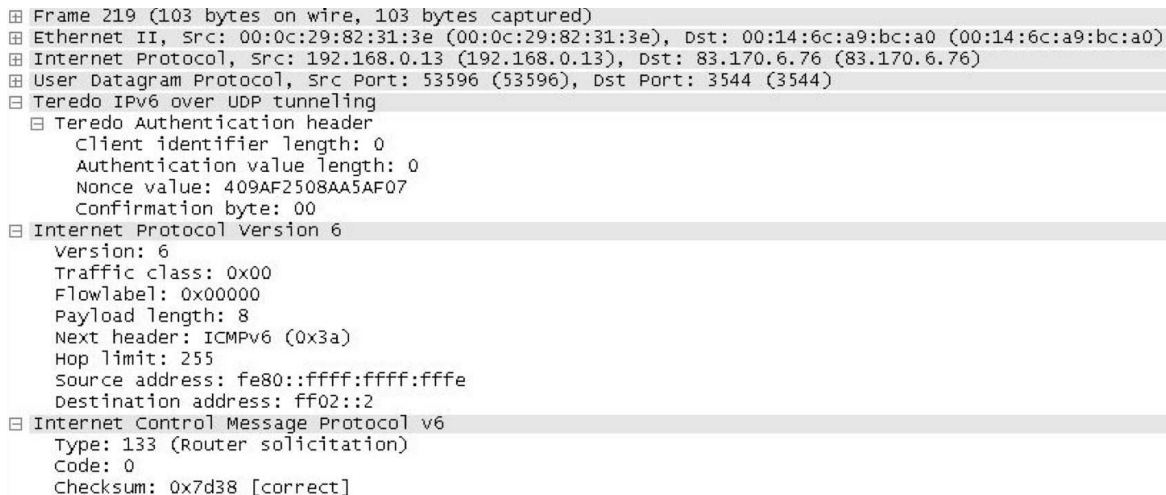 Frame 219 (103 bytes on wire, 103 bytes captured)
Ethernet II, Src: 00:0c:29:82:31:3e (00:0c:29:82:31:3e), Dst: 00:14:6c:a9:bc:a0 (00:14:6c:a9:bc:a0)
Internet Protocol, Src: 192.168.0.13 (192.168.0.13), Dst: 83.170.6.76 (83.170.6.76)
User Datagram Protocol, Src Port: 53596 (53596), Dst Port: 3544 (3544)
Teredo IPv6 over UDP tunneling
Teredo Authentication header
Client identifier length: 0
Authentication value length: 0
Nonce value: 409AF2508AA5AF07
Confirmation byte: 00
Internet Protocol Version 6
Version: 6
Traffic class: 0x00
Flowlabel: 0x00000
Payload length: 8
Next header: ICMPv6 (0x3a)
Hop limit: 255
Source address: fe80::ffff:ffff:fffe
Destination address: ff02::2
Internet Control Message Protocol v6
Type: 133 (Router solicitation)
Code: 0
Checksum: 0x7d38 [correct]